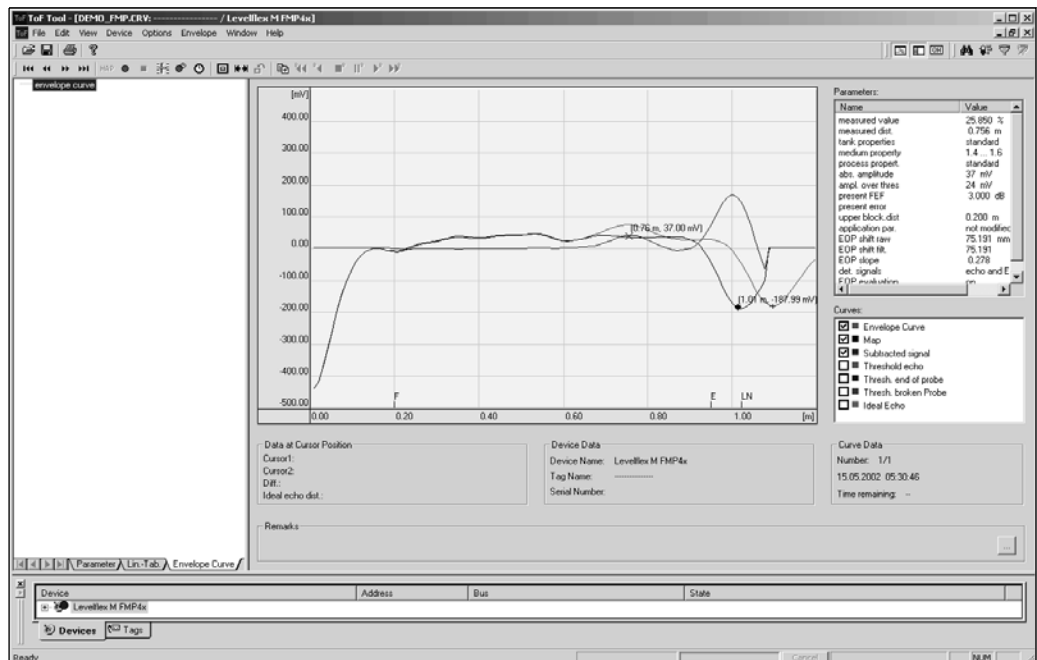 ToF Tool - [DEMO_FMP.CRV: ---------------- / Levelflex M FMP4x]
File Edit View Device Options Envelope Window Help
envelope curve
[mV]
400.00
300.00
200.00
100.00
0.00
-100.00
-200.00
-300.00
-400.00
-500.00
[0.76 m, 37.00 mV)
[1.01 m, -187.99 mV)
F E LN
0.00 0.20 0.40 0.60 0.80 1.00 [m]
Parameters:
Name Value
measured value 25.850 %
measured dist. 0.756 m
tank properties standard
medium property 1.4 ... 1.6
process propert. standard
abs. amplitude 37 mV
ampl. over thres 24 mV
present FEF 3.000 dB
present error
upper block.dist 0.200 m
application par. not modified
EOP shift raw 75.191 mm
EOP shift filt. 75.191
EOP slope 0.278
det. signals echo and E
EOP evaluation on
Curves:
Envelope Curve
Map
Subtracted signal
Threshold echo
Thresh. end of probe
Thresh. broken Probe
Ideal Echo
Data at Cursor Position
Cursor1:
Cursor2:
Diff.:
Ideal echo dist.:
Device Data
Device Name: Levelflex M FMP4x
Tag Name: -------------
Serial Number:
Curve Data
Number: 1/1
15.05.2002 05:30:46
Time remaining: --
Remarks
...
Parameter Lin.-Tab. Envelope Curve
Device Address Bus State
Levelflex M FMP4x
Devices Tags
Ready Cancel NUM